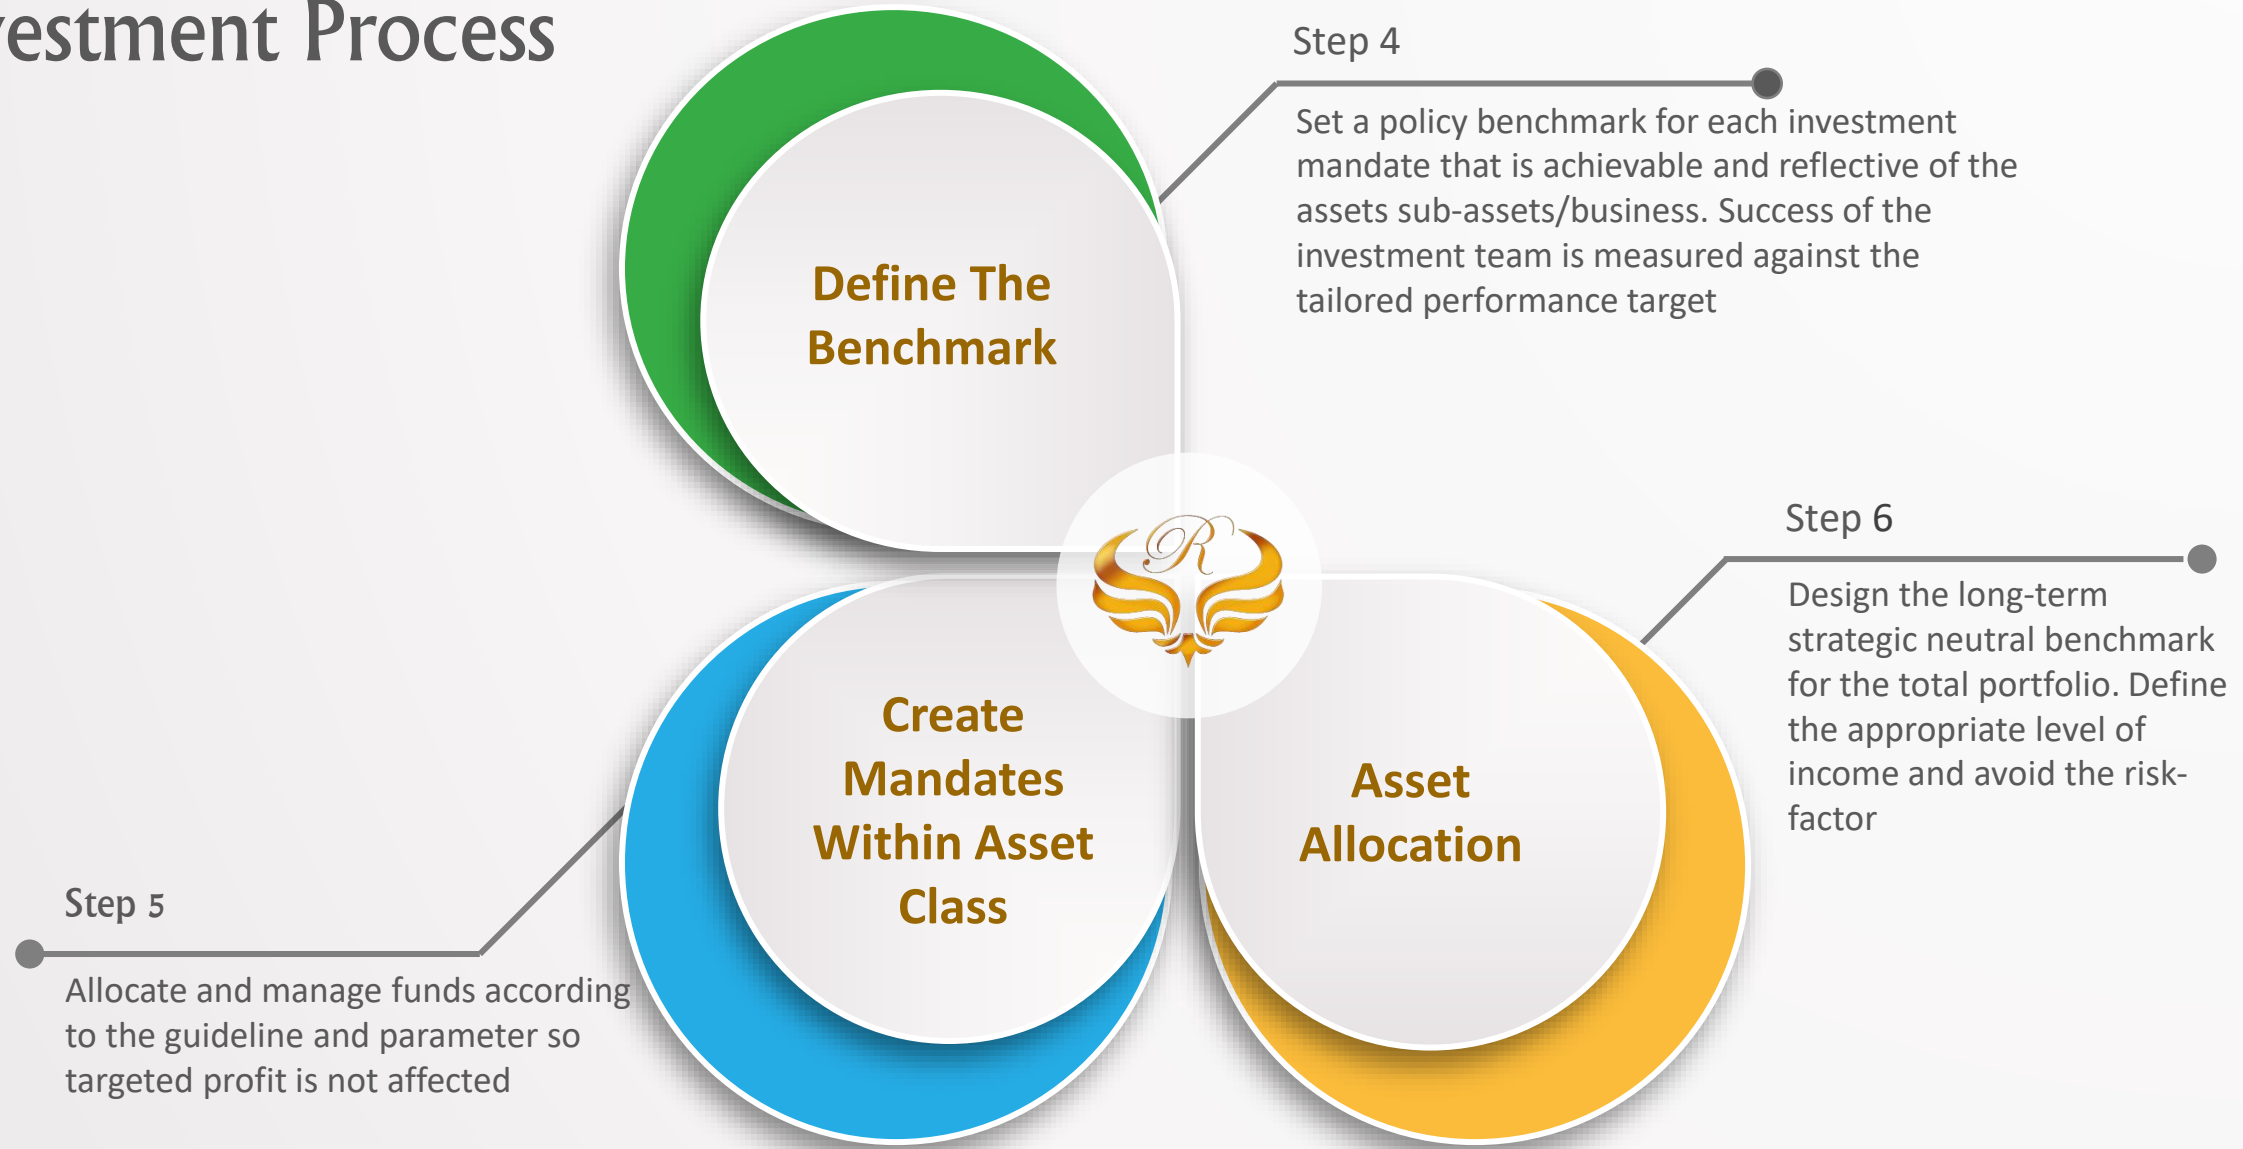 vestment Process
Step 4
Set a policy benchmark for each investment
mandate that is achievable and reflective of the
assets sub-assets/business. Success of the
investment team is measured against the
tailored performance target
Define The
Benchmark
R
Step 6
Design the long-term
strategic neutral benchmark
for the total portfolio. Define
the appropriate level of
income and avoid the risk-
factor
Create
Mandates
Within Asset
Class
Asset
Allocation
Step 5
Allocate and manage funds according
to the guideline and parameter so
targeted profit is not affected